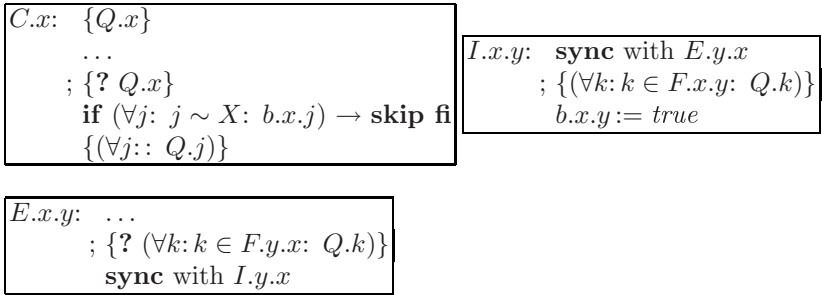 C.x: {Q.x}
...
; {? Q.x}
if (∀j: j ∼ X: b.x.j) → skip fi
{(∀j:: Q.j)}
I.x.y: sync with E.y.x
; {(∀k: k ∈ F.x.y: Q.k)}
b.x.y := true
E.x.y: ...
; {? (∀k: k ∈ F.y.x: Q.k)}
sync with I.y.x